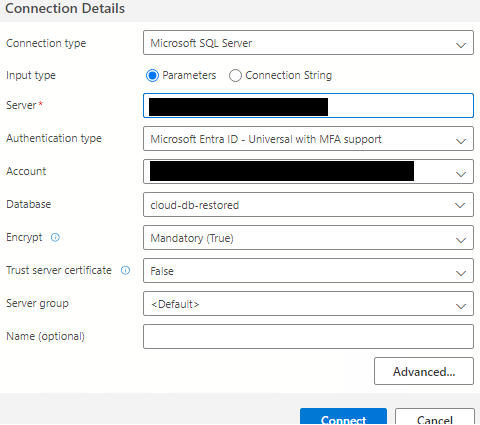 Connection Details
Connection type Microsoft SQL Server
Input type Parameters Connection String
Server*
Authentication type Microsoft Entra ID - Universal with MFA support
Account
Database cloud-db-restored
Encrypt Mandatory (True)
Trust server certificate False
Server group <Default>
Name (optional)
Advanced...
Connect Cancel